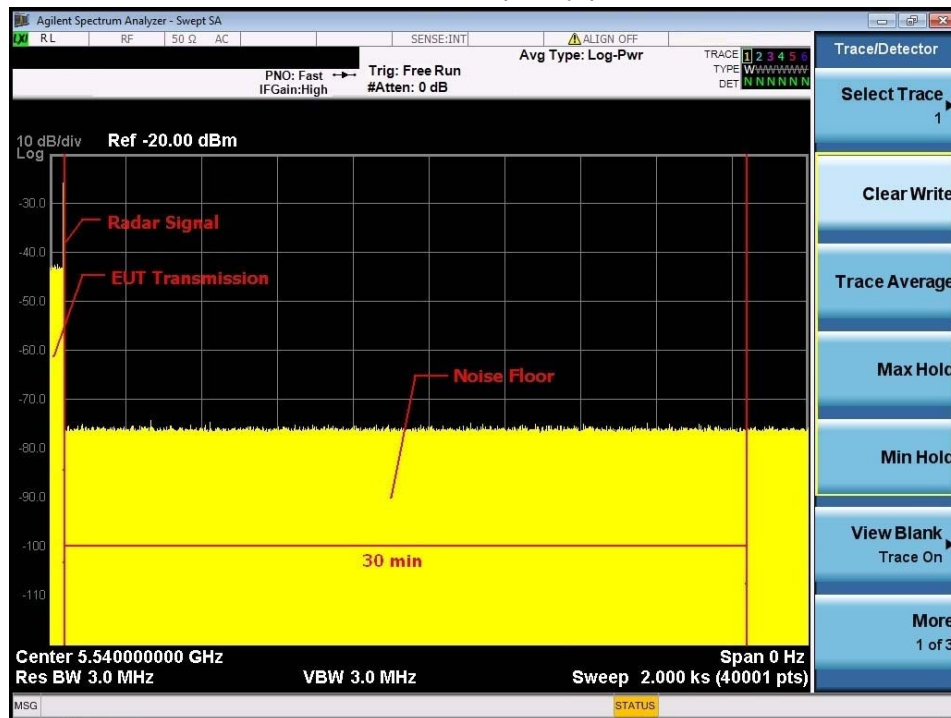 Agilent Spectrum Analyzer - Swept SA
LXI RL RF 50 Ω AC SENSE:INT ALIGN OFF
Avg Type: Log-Pwr
TRACE 1 2 3 4 5 6
TYPE WWWWWWW
DET N N N N N N
PNO: Fast
IFGain:High
Trig: Free Run
#Atten: 0 dB
10 dB/div Ref -20.00 dBm
Log
-30.0
Radar Signal
-40.0
EUT Transmission
-50.0
-60.0
Noise Floor
-70.0
-80.0
-90.0
-100
30 min
-110
Center 5.540000000 GHz Span 0 Hz
Res BW 3.0 MHz VBW 3.0 MHz Sweep 2.000 ks (40001 pts)
MSG STATUS
Trace/Detector
Select Trace
1
Clear Write
Trace Average
Max Hold
Min Hold
View Blank
Trace On
More
1 of 3